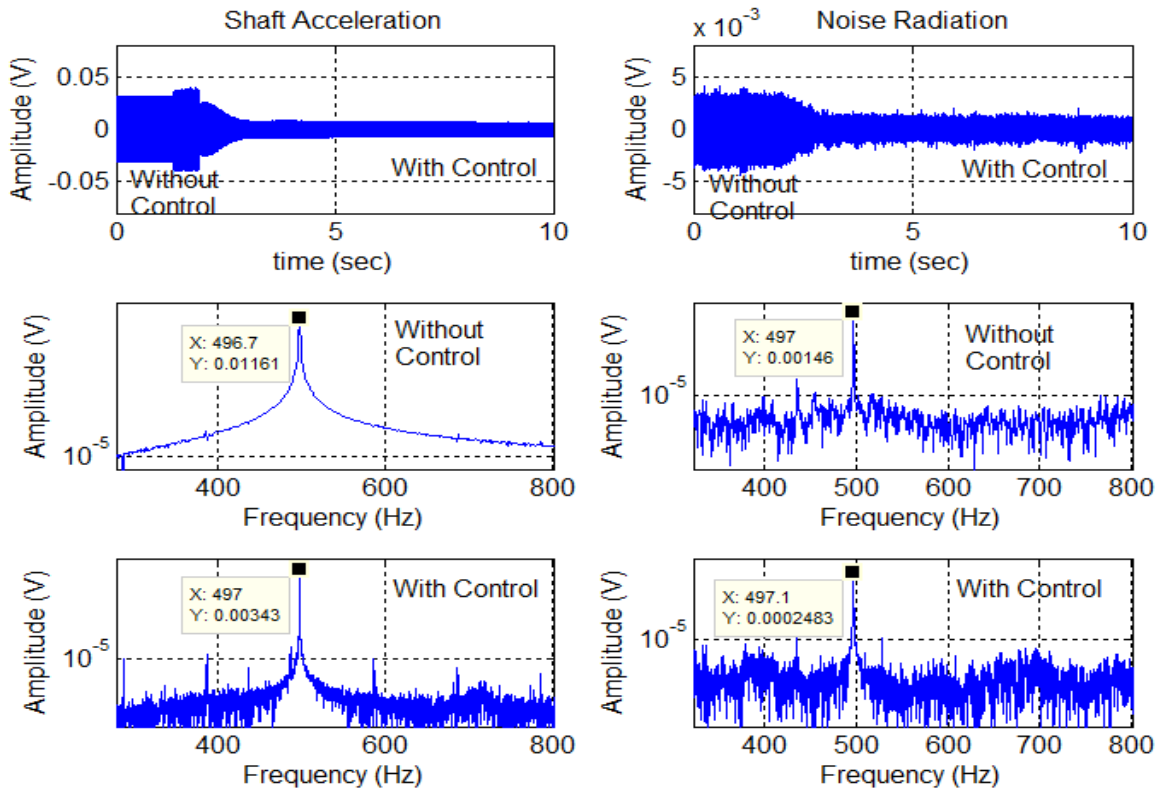 Shaft Acceleration
Amplitude (V)
0.05
0
-0.05
Without
Control
With Control
0
5
10
time (sec)
Noise Radiation
x 10^-3
Amplitude (V)
5
0
-5
Without
Control
With Control
0
5
10
time (sec)
Amplitude (V)
10^-5
X: 496.7
Y: 0.01161
Without
Control
400
600
800
Frequency (Hz)
Amplitude (V)
10^-5
X: 497
Y: 0.00146
Without
Control
400
500
600
700
800
Frequency (Hz)
Amplitude (V)
10^-5
X: 497
Y: 0.00343
With Control
400
600
800
Frequency (Hz)
Amplitude (V)
10^-5
X: 497.1
Y: 0.0002483
With Control
400
500
600
700
800
Frequency (Hz)